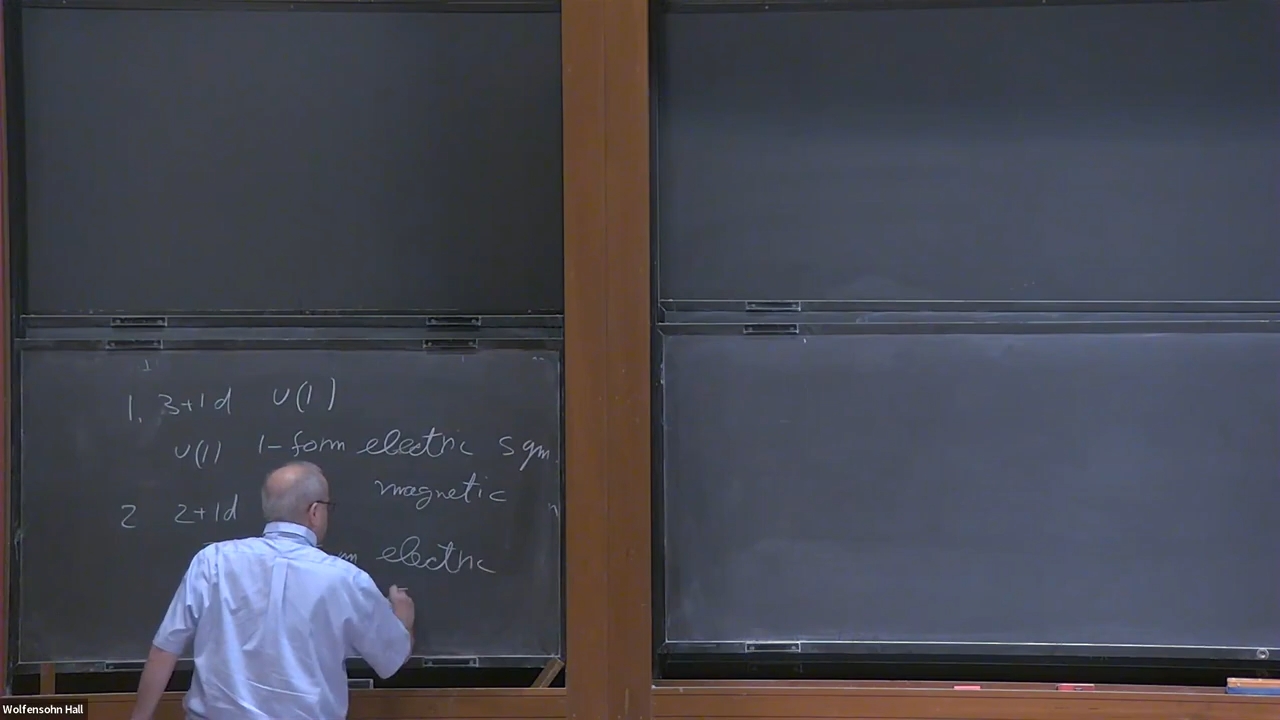 1. 3+1d U(1)
U(1) 1-form electric sym
magnetic "
2 2+1d
electric
Wolfensohn Hall